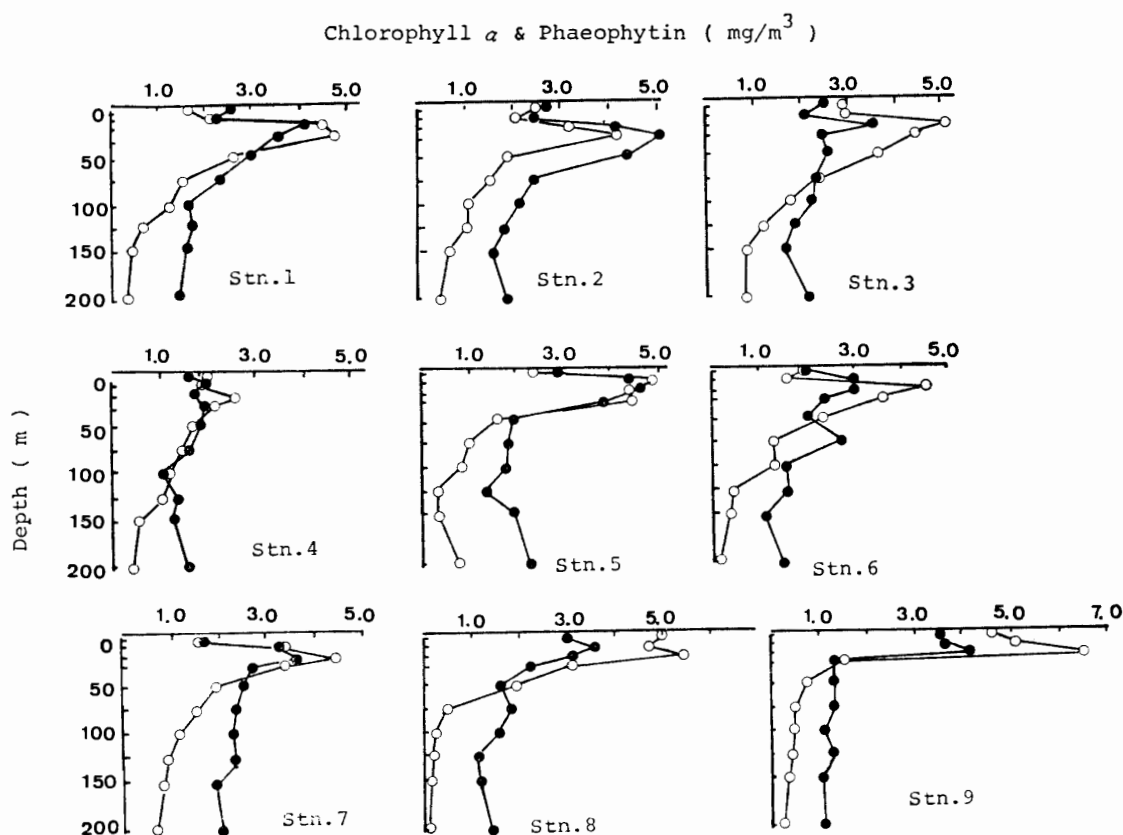 Chlorophyll a & Phaeophytin ( mg/m³ )
1.0 3.0 5.0 1.0 3.0 5.0 1.0 3.0 5.0
0
50
100
150
200
Stn.1 Stn.2 Stn.3
1.0 3.0 5.0 1.0 3.0 5.0 1.0 3.0 5.0
0
50
100
150
200
Stn.4 Stn.5 Stn.6
Depth ( m )
1.0 3.0 5.0 1.0 3.0 5.0 1.0 3.0 5.0 7.0
0
50
100
150
200
Stn.7 Stn.8 Stn.9